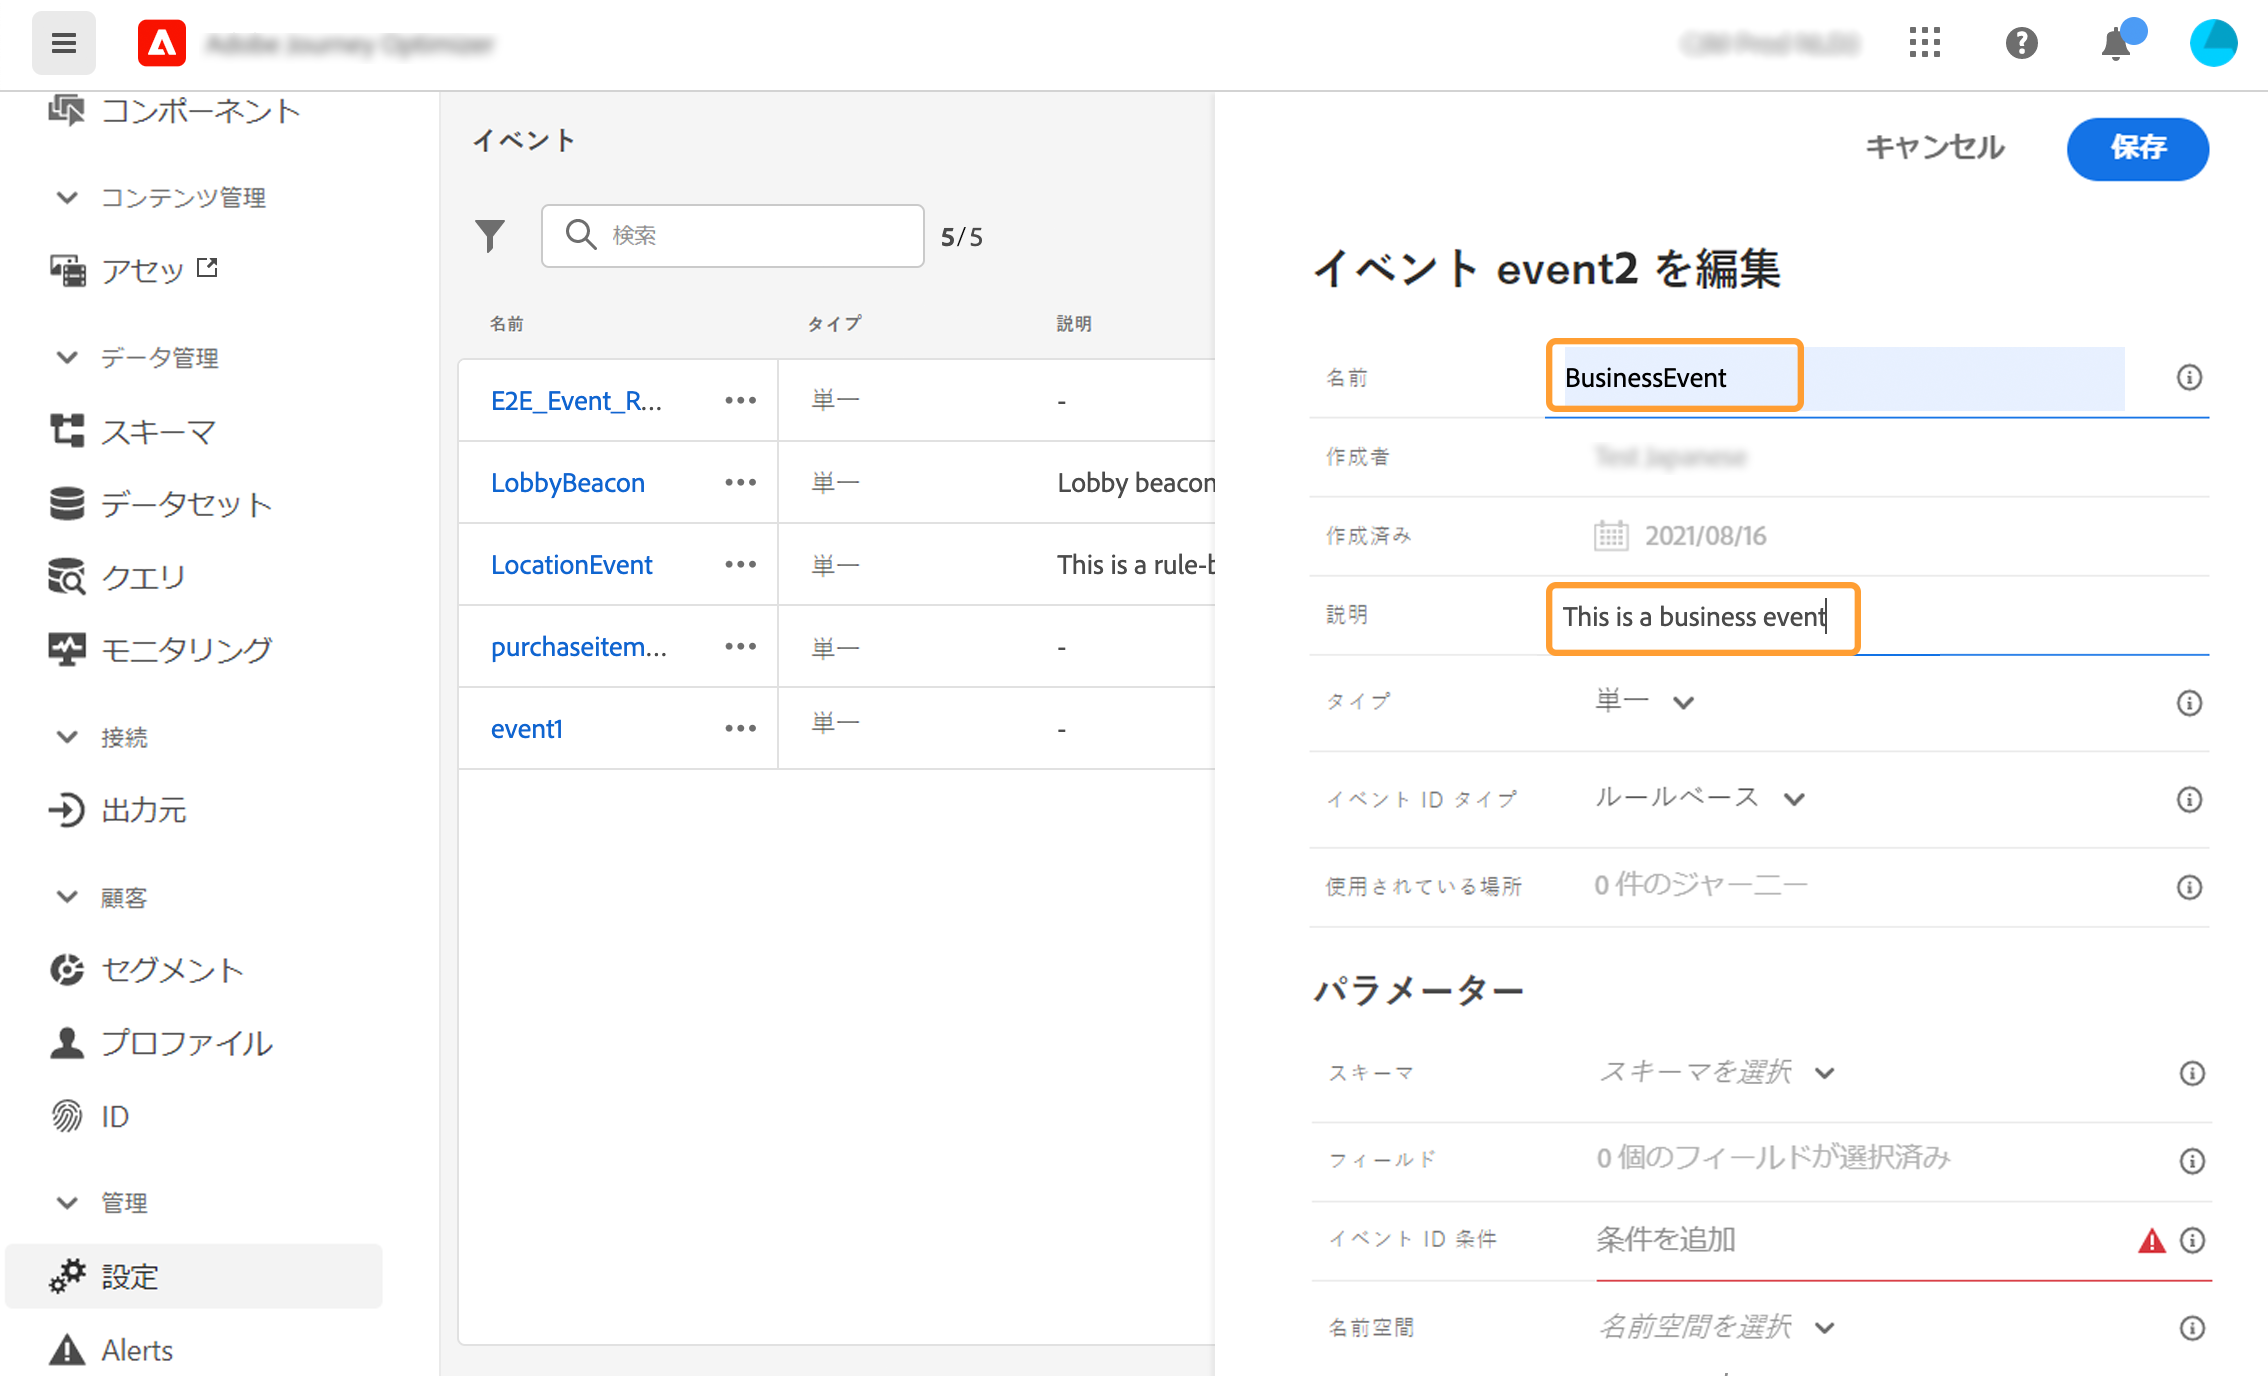 コンポーネント
コンテンツ管理
アセッ
データ管理
スキーマ
データセット
クエリ
モニタリング
接続
出力元
顧客
セグメント
プロファイル
ID
管理
設定
Alerts
イベント
検索
5/5
名前 タイプ 説明
E2E_Event_R... 単一 -
LobbyBeacon 単一 Lobby beacon
LocationEvent 単一 This is a rule-b
purchaseitem... 単一 -
event1 単一 -
キャンセル 保存
イベント event2 を編集
名前 BusinessEvent
作成者
作成済み 2021/08/16
説明 This is a business event
タイプ 単一
イベント ID タイプ ルールベース
使用されている場所 0 件のジャーニー
パラメーター
スキーマ スキーマを選択
フィールド 0 個のフィールドが選択済み
イベント ID 条件 条件を追加
名前空間 名前空間を選択